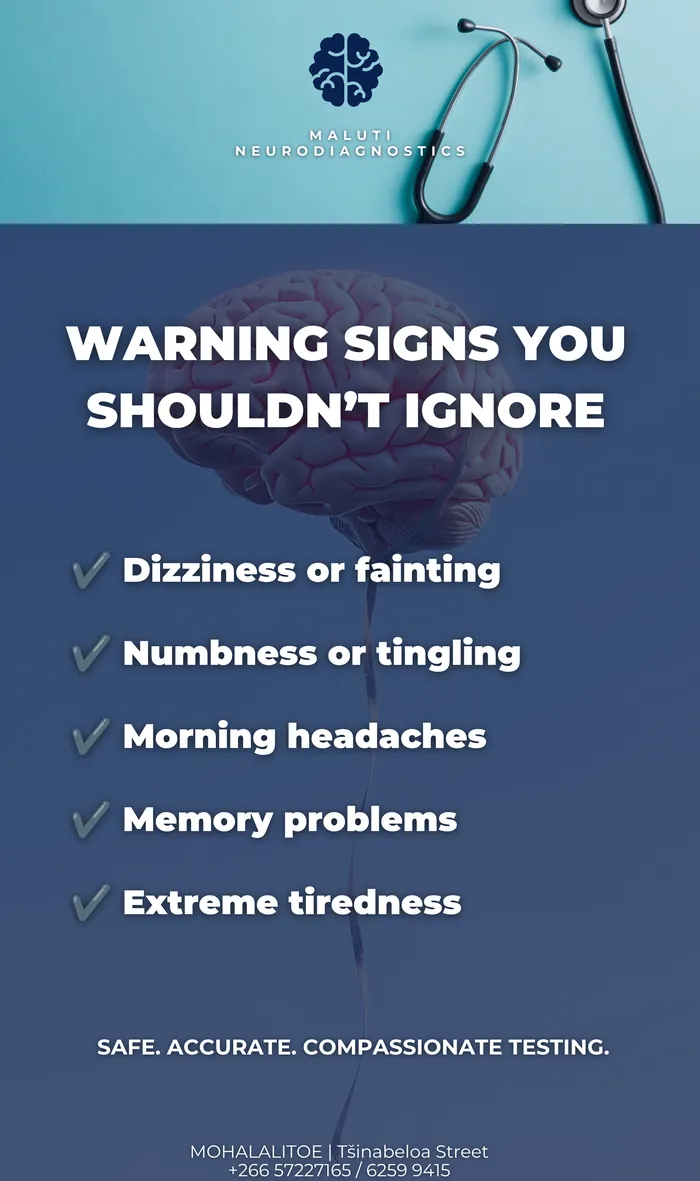 MALUTI
NEURODIAGNOSTICS
WARNING SIGNS YOU
SHOULDN'T IGNORE
✔ Dizziness or fainting
✔ Numbness or tingling
✔ Morning headaches
✔ Memory problems
✔ Extreme tiredness
SAFE. ACCURATE. COMPASSIONATE TESTING.
MOHALALITOE | Tšinabeloa Street
+266 57227165 / 6259 9415